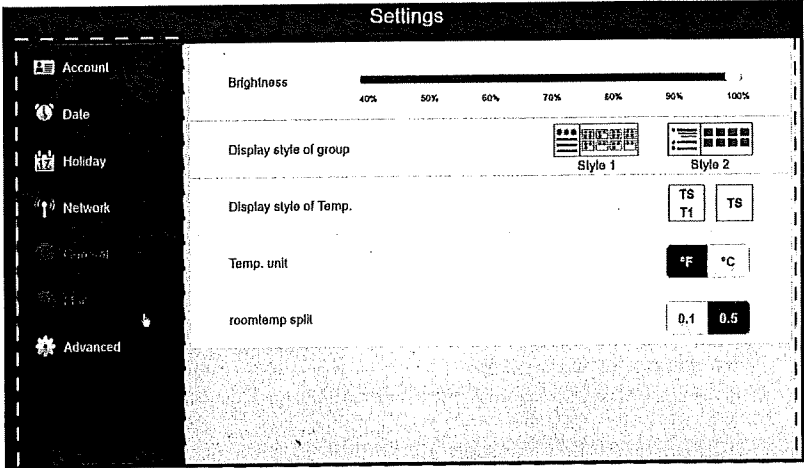 Settings
Account
Date
Holiday
Network
General
Advanced
Brightness
40% 50% 60% 70% 80% 90% 100%
Display style of group
Style 1 Style 2
Display style of Temp.
TS
T1
TS
Temp. unit
°F °C
roomtemp split
0.1 0.5